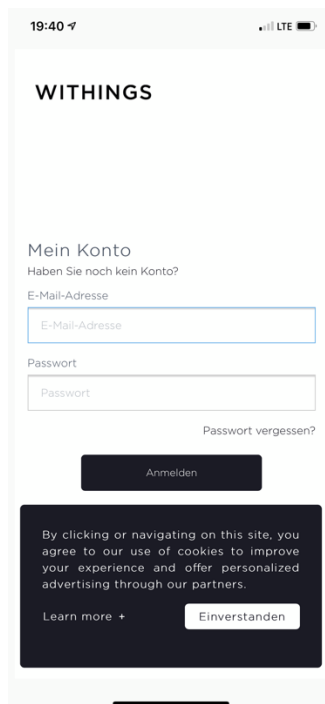 19:40 LTE
WITHINGS
Mein Konto
Haben Sie noch kein Konto?
E-Mail-Adresse
E-Mail-Adresse
Passwort
Passwort
Passwort vergessen?
Anmelden
By clicking or navigating on this site, you
agree to our use of cookies to improve
your experience and offer personalized
advertising through our partners.
Learn more + Einverstanden